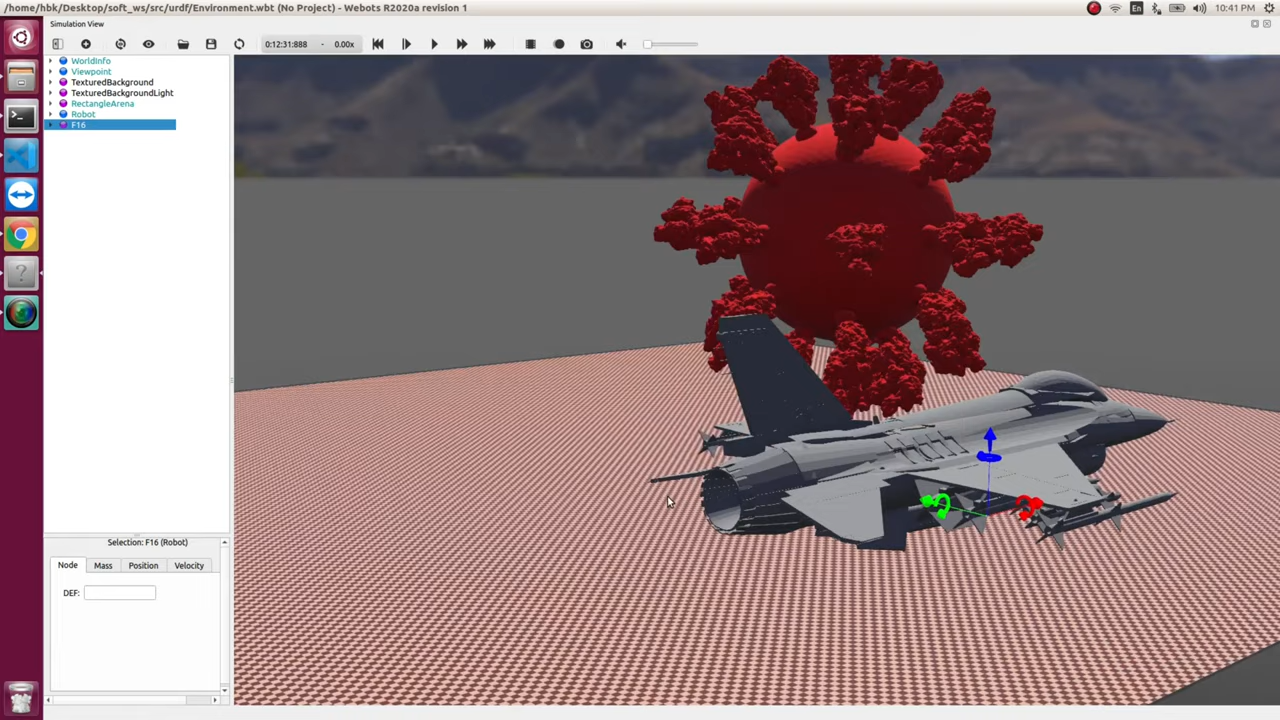 /home/hbk/Desktop/soft_ws/src/urdf/Environment.wbt (No Project) - Webots R2020a revision 1
En
10:41 PM
Simulation View
0:12:31:888 - 0.00x
WorldInfo
Viewpoint
TexturedBackground
TexturedBackgroundLight
RectangleArena
Robot
F16
Selection: F16 (Robot)
Node Mass Position Velocity
DEF: